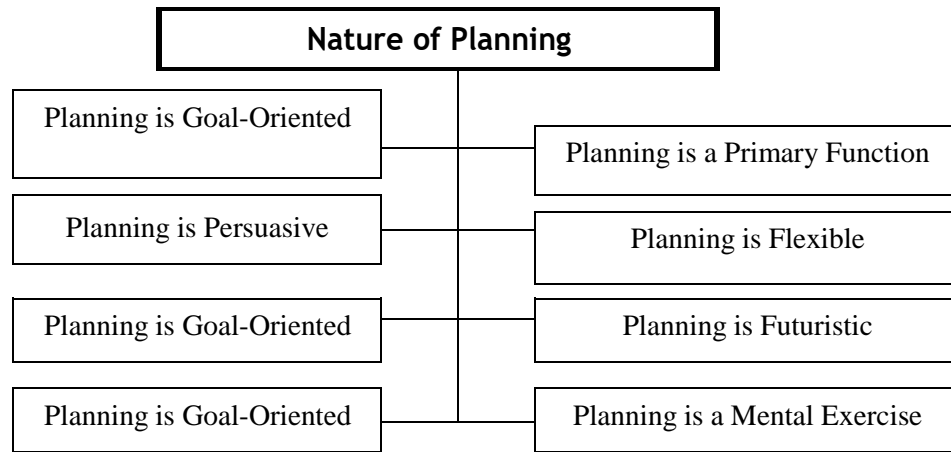 Nature of Planning
Planning is Goal-Oriented
Planning is a Primary Function
Planning is Persuasive
Planning is Flexible
Planning is Goal-Oriented
Planning is Futuristic
Planning is Goal-Oriented
Planning is a Mental Exercise